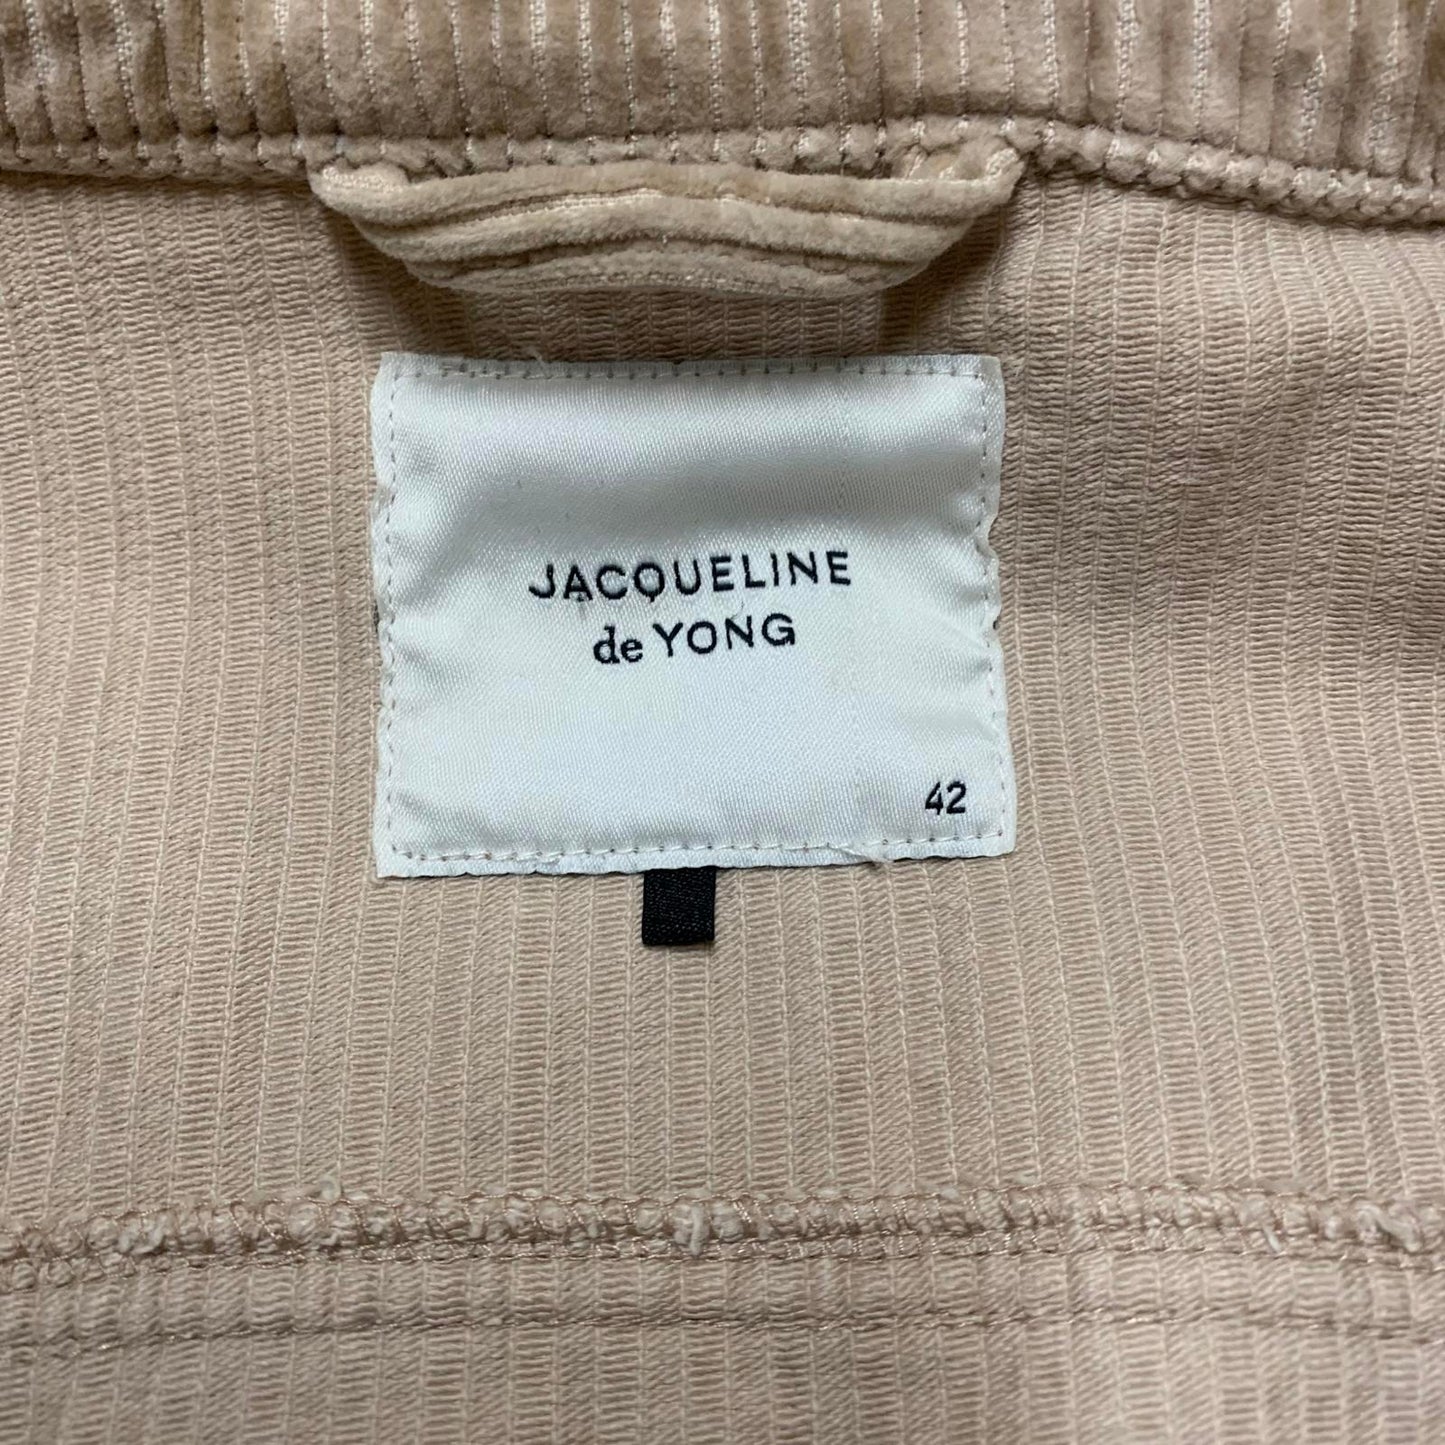 JACQUELINE
de YONG
42